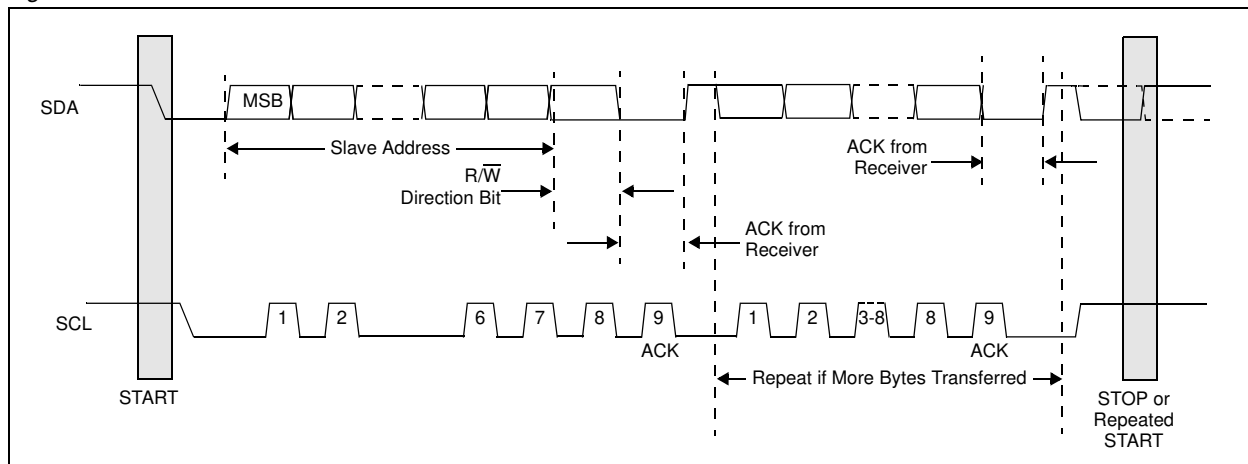 SDA
MSB
Slave Address
R/W̅
Direction Bit
ACK from
Receiver
ACK from
Receiver
SCL
1
2
6
7
8
9
ACK
1
2
3-8
8
9
ACK
Repeat if More Bytes Transferred
START
STOP or
Repeated
START